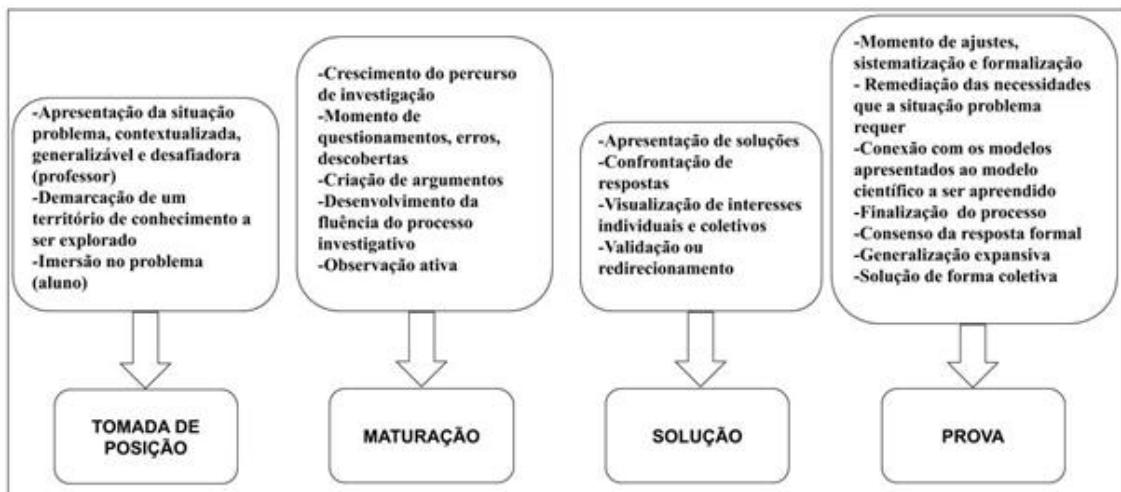 -Apresentação da situação
problema, contextualizada,
generalizável e desafiadora
(professor)
-Demarcação de um
território de conhecimento a
ser explorado
-Imersão no problema
(aluno)
TOMADA DE
POSIÇÃO
-Crescimento do percurso
de investigação
-Momento de
questionamentos, erros,
descobertas
-Criação de argumentos
-Desenvolvimento da
fluência do processo
investigativo
-Observação ativa
MATURAÇÃO
-Apresentação de soluções
-Confrontação de
respostas
-Visualização de interesses
individuais e coletivos
-Validação ou
redirecionamento
SOLUÇÃO
-Momento de ajustes,
sistematização e formalização
- Remediação das necessidades
que a situação problema
requer
-Conexão com os modelos
apresentados ao modelo
científico a ser apreendido
-Finalização do processo
-Consenso da resposta formal
-Generalização expansiva
-Solução de forma coletiva
PROVA